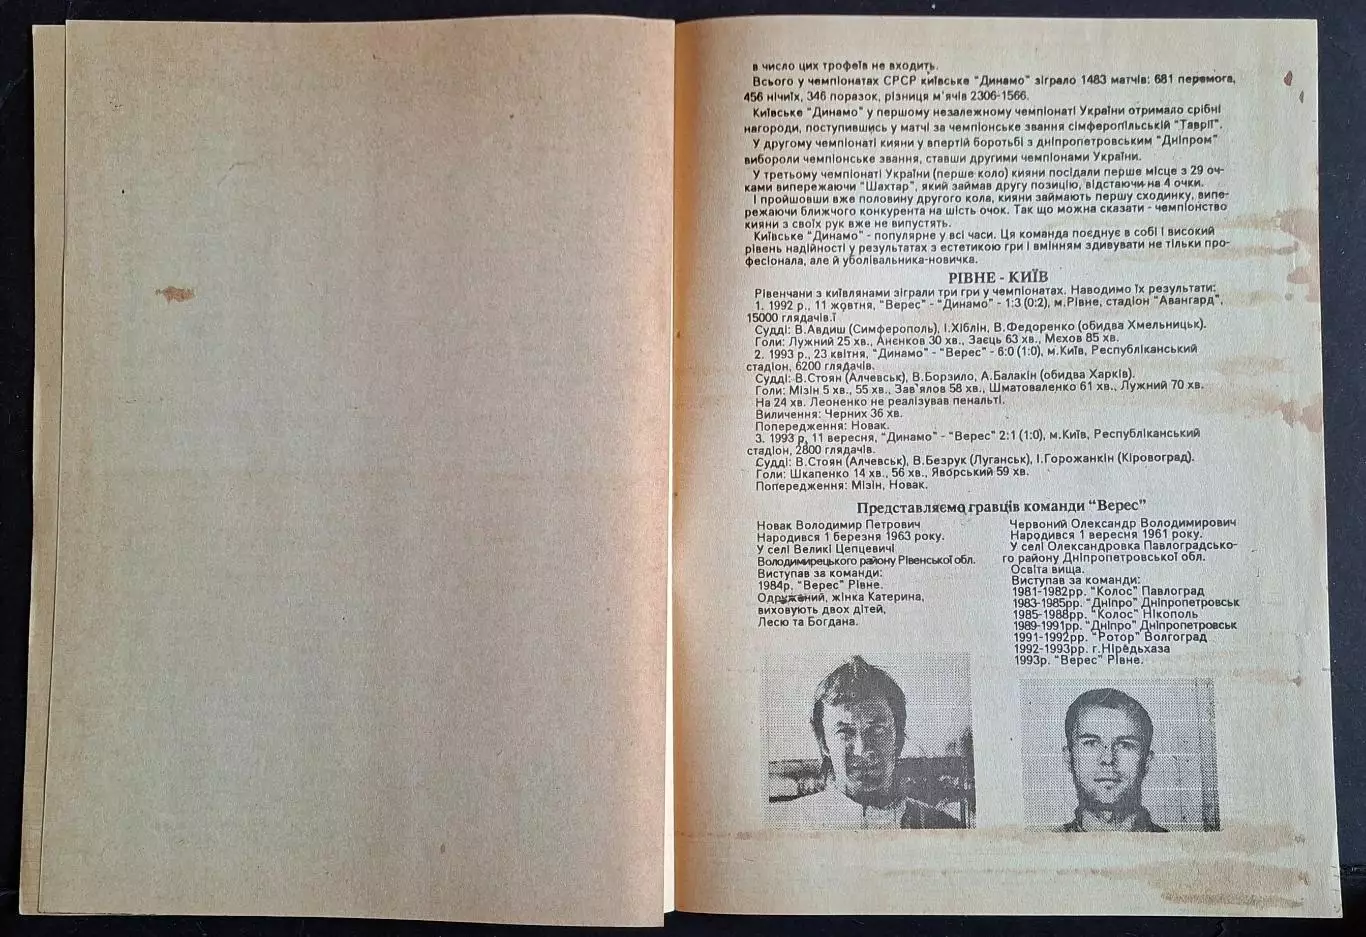 в число цих трофеїв не входить.
Всього у чемпіонатах СРСР київське "Динамо" зіграло 1483 матчів: 681 перемога,
456 нічиїх, 346 поразок, різниця м'ячів 2306-1566.
Київське "Динамо" у першому незалежному чемпіонаті України отримало срібні
нагороди, поступившись у матчі за чемпіонське звання сімферопільській "Таврії".
У другому чемпіонаті кияни у впертій боротьбі з дніпропетровським "Дніпром"
вибороли чемпіонське звання, ставши другими чемпіонами України.
У третьому чемпіонаті України (перше коло) кияни посідали перше місце з 29 оч-
ками випережаючи "Шахтар", який займав другу позицію, відстаючи на 4 очки.
І пройшовши вже половину другого кола, кияни займають першу сходинку, випе-
режаючи ближчого конкурента на шість очок. Так що можна сказати - чемпіонство
кияни з своїх рук вже не випустять.
Київське "Динамо" - популярне у всі часи. Ця команда поєднує в собі і високий
рівень надійності у результатах з естетикою гри і вмінням здивувати не тільки про-
фесіонала, але й уболівальника-новичка.
РІВНЕ - КИЇВ
Рівенчани з київлянами зіграли три гри у чемпіонатах. Наводимо їх результати:
1. 1992 р., 11 жовтня, "Верес" - "Динамо" - 1:3 (0:2), м.Рівне, стадіон "Авангард",
15000 глядачів.ї
Судді: В.Авдиш (Симферополь), І.Хіблін, В.Федоренко (обидва Хмельницьк).
Голи: Лужний 25 хв., Анєнков 30 хв., Заєць 63 хв., Мєхов 85 хв.
2. 1993 р., 23 квітня, "Динамо" - "Верес" - 6:0 (1:0), м.Київ, Республіканський
стадіон, 6200 глядачів.
Судді: В.Стоян (Алчевськ), В.Борзило, А.Балакін (обидва Харків).
Голи: Мізін 5 хв., 55 хв., Зав'ялов 58 хв., Шматоваленко 61 хв., Лужний 70 хв.
На 24 хв. Леоненко не реалізував пенальті.
Виличення: Черних 36 хв.
Попередження: Новак.
3. 1993 р, 11 вересня, "Динамо" - "Верес" 2:1 (1:0), м.Київ, Республіканський
стадіон, 2800 глядачів.
Судді: В.Стоян (Алчевськ), В.Безрук (Луганськ), І.Горожанкін (Кіровоград).
Голи: Шкапенко 14 хв., 56 хв., Яворський 59 хв.
Попередження: Мізін, Новак.
Представляємо гравців команди "Верес"
Новак Володимир Петрович
Народився 1 березня 1963 року.
У селі Великі Цепцевичі
Володимирецького району Рівенської обл.
Виступав за команди:
1984р. "Верес" Рівне.
Одружений, жінка Катерина,
виховують двох дітей,
Лесю та Богдана.
Червоний Олександр Володимирович
Народився 1 вересня 1961 року.
У селі Олександровка Павлоградсько-
го району Дніпропетровської обл.
Освіта вища.
Виступав за команди:
1981-1982рр. "Колос" Павлоград
1983-1985рр. "Дніпро" Дніпропетровськ
1985-1988рр. "Колос" Нікополь
1989-1991рр. "Дніпро" Дніпропетровськ
1991-1992рр. "Ротор" Волгоград
1992-1993рр. г.Ніредьхаза
1993р. "Верес" Рівне.